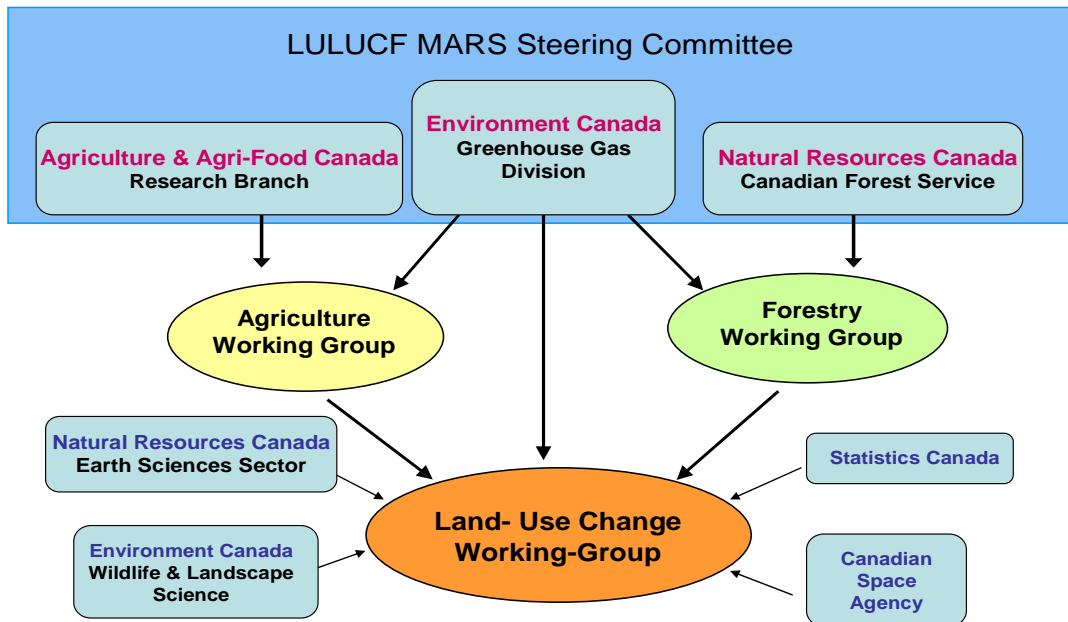 LULUCF MARS Steering Committee
Agriculture & Agri-Food Canada
Research Branch
Environment Canada
Greenhouse Gas
Division
Natural Resources Canada
Canadian Forest Service
Agriculture
Working Group
Forestry
Working Group
Natural Resources Canada
Earth Sciences Sector
Statistics Canada
Land- Use Change
Working-Group
Environment Canada
Wildlife & Landscape
Science
Canadian
Space
Agency